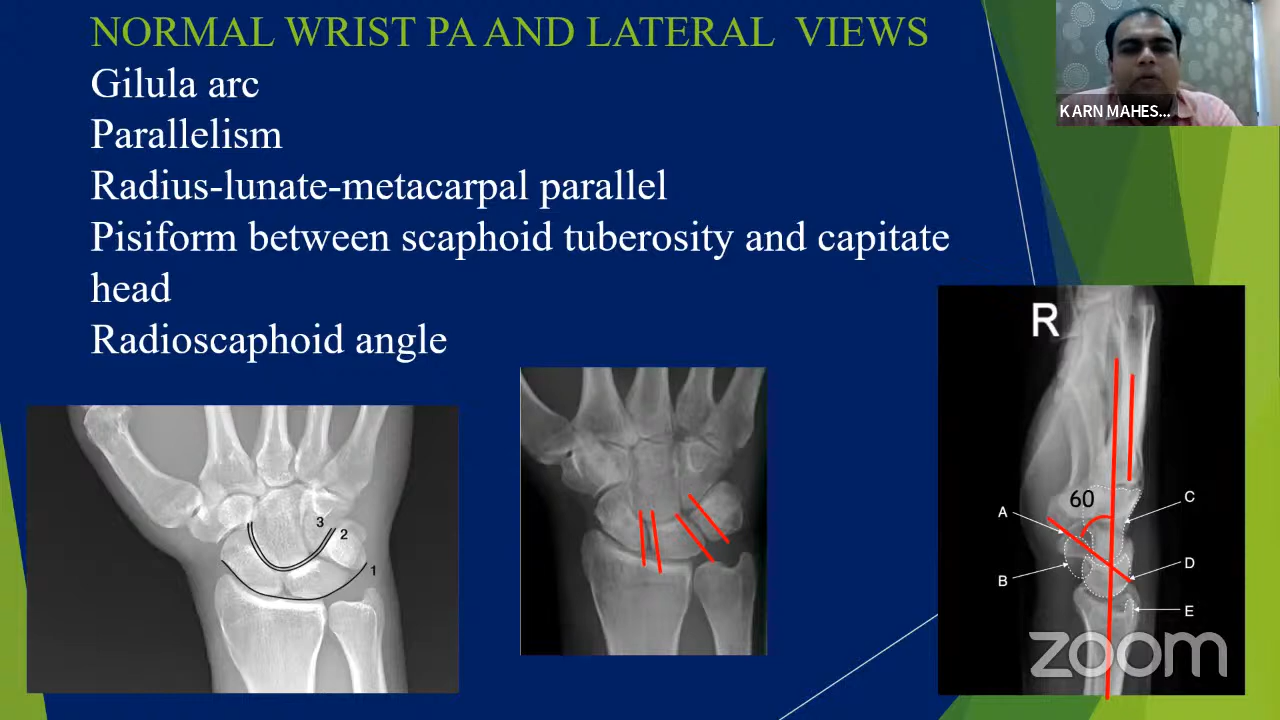 NORMAL WRIST PA AND LATERAL VIEWS
Gilula arc
Parallelism
Radius-lunate-metacarpal parallel
Pisiform between scaphoid tuberosity and capitate
head
Radioscaphoid angle
KARN MAHES...
R
60
A
B
C
D
E
3
2
1
zoom